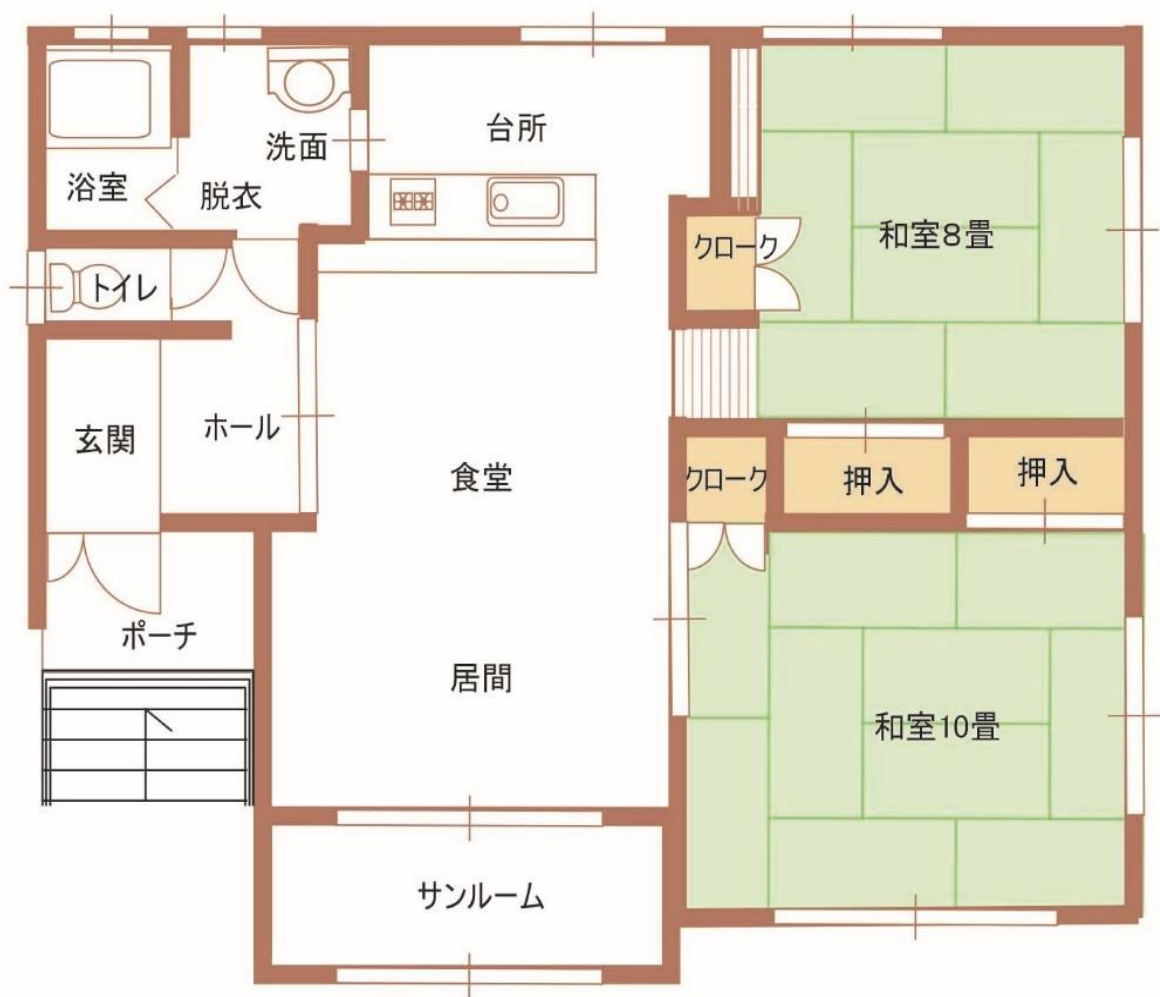 台所
洗面
浴室
脱衣
クローク
和室8畳
トイレ
玄関
ホール
食堂
クローク
押入
押入
ポーチ
居間
和室10畳
サンルーム